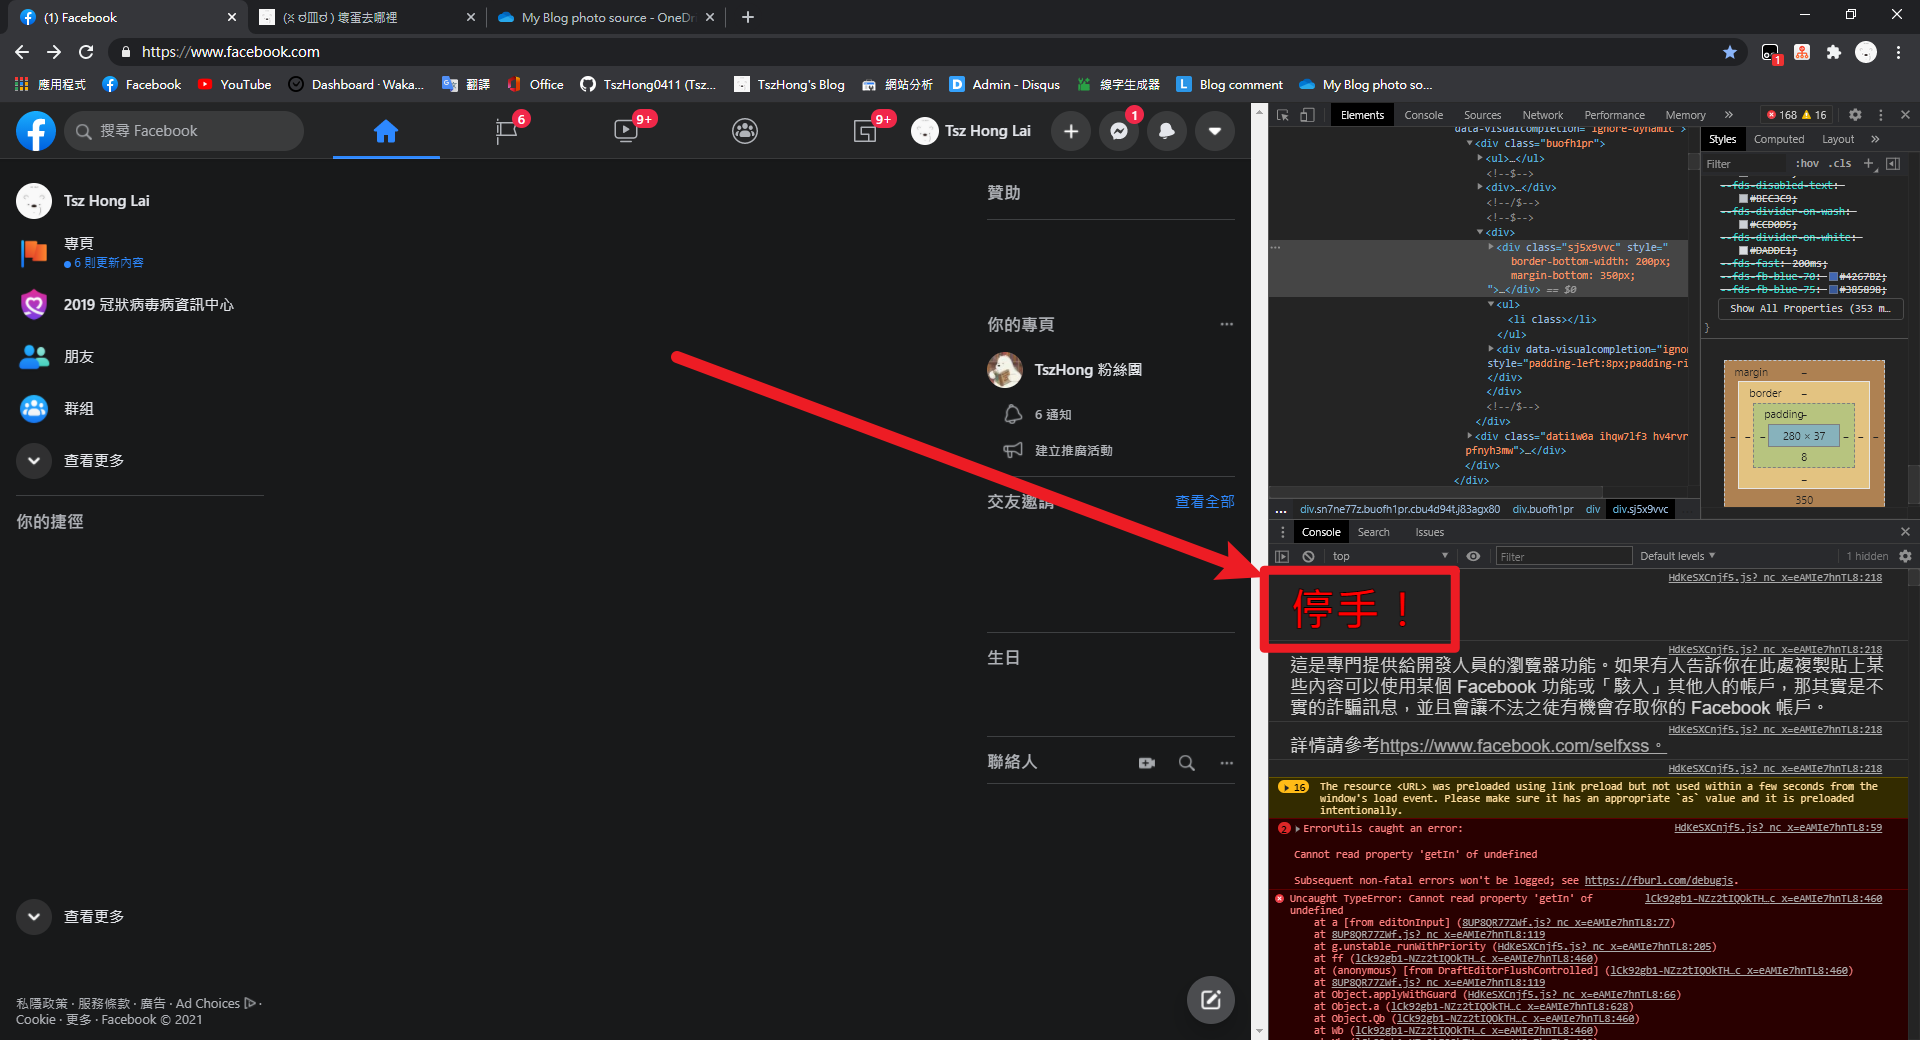 (1) Facebook
(ꐦ ಠ皿ಠ ) 壞蛋去哪裡
My Blog photo source - OneDr
https://www.facebook.com
1
應用程式
Facebook
YouTube
Dashboard · Waka...
翻譯
Office
TszHong0411 (Tsz...
TszHong's Blog
網站分析
Admin - Disqus
線字生成器
Blog comment
My Blog photo so...
搜尋 Facebook
6
9+
9+
Tsz Hong Lai
1
Tsz Hong Lai
專頁
6 則更新內容
2019 冠狀病毒病資訊中心
朋友
群組
查看更多
你的捷徑
查看更多
私隱政策 · 服務條款 · 廣告 · Ad Choices ·
Cookie · 更多 · Facebook © 2021
贊助
你的專頁
TszHong 粉絲團
6 通知
建立推廣活動
交友邀請
查看全部
生日
聯絡人
Elements Console Sources Network Performance Memory » 168 16
data-visualcompletion="ignore-dynamic"
<div class="buofh1pr">
<ul>…</ul>
<!--$-->
<div>…</div>
<!--/$-->
<!--$-->
<div>
<div class="sj5x9vvc" style="
border-bottom-width: 200px;
margin-bottom: 350px;
">…</div> == $0
<ul>
<li class></li>
</ul>
<div data-visualcompletion="ignor
style="padding-left:8px;padding-ri
</div>
</div>
<!--/$-->
</div>
<div class="dati1w0a ihqw7lf3 hv4rvr
pfnyh3mw">…</div>
</div>
</div>
... div.sn7ne77z.buofh1pr.cbu4d94t.j83agx80 div.buofh1pr div div.sj5x9vvc
Styles Computed Layout »
Filter :hov .cls +
--fds-disabled-text:
#BEC3C9;
--fds-divider-on-wash:
#CCD0D5;
--fds-divider-on-white:
#DADDE1;
--fds-fast: 200ms;
--fds-fb-blue-70: #4267B2;
--fds-fb-blue-75: #385898;
Show All Properties (353 m…
}
margin –
border –
padding –
– – – 280 × 37 – – –
8
–
350
Console Search Issues
top Filter Default levels ▼ 1 hidden
HdKeSXCnjf5.js?_nc_x=eAMIe7hnTL8:218
停手！
HdKeSXCnjf5.js?_nc_x=eAMIe7hnTL8:218
這是專門提供給開發人員的瀏覽器功能。如果有人告訴你在此處複製貼上某
些內容可以使用某個 Facebook 功能或「駭入」其他人的帳戶，那其實是不
實的詐騙訊息，並且會讓不法之徒有機會存取你的 Facebook 帳戶。
HdKeSXCnjf5.js?_nc_x=eAMIe7hnTL8:218
詳情請參考https://www.facebook.com/selfxss。
HdKeSXCnjf5.js?_nc_x=eAMIe7hnTL8:218
16 The resource <URL> was preloaded using link preload but not used within a few seconds from the
window's load event. Please make sure it has an appropriate `as` value and it is preloaded
intentionally.
2 ErrorUtils caught an error: HdKeSXCnjf5.js?_nc_x=eAMIe7hnTL8:59
Cannot read property 'getIn' of undefined
Subsequent non-fatal errors won't be logged; see https://fburl.com/debugjs.
Uncaught TypeError: Cannot read property 'getIn' of lCk92gb1-NZz2tIQOkTH…c_x=eAMIe7hnTL8:460
undefined
at a [from editOnInput] (8UP8QR77ZWf.js?_nc_x=eAMIe7hnTL8:77)
at 8UP8QR77ZWf.js?_nc_x=eAMIe7hnTL8:119
at g.unstable_runWithPriority (HdKeSXCnjf5.js?_nc_x=eAMIe7hnTL8:205)
at ff (lCk92gb1-NZz2tIQOkTH…c_x=eAMIe7hnTL8:460)
at (anonymous) [from DraftEditorFlushControlled] (lCk92gb1-NZz2tIQOkTH…c_x=eAMIe7hnTL8:460)
at 8UP8QR77ZWf.js?_nc_x=eAMIe7hnTL8:119
at Object.applyWithGuard (HdKeSXCnjf5.js?_nc_x=eAMIe7hnTL8:66)
at Object.a (lCk92gb1-NZz2tIQOkTH…c_x=eAMIe7hnTL8:628)
at Object.Qb (lCk92gb1-NZz2tIQOkTH…c_x=eAMIe7hnTL8:460)
at Wb (lCk92gb1-NZz2tIQOkTH…c_x=eAMIe7hnTL8:460)